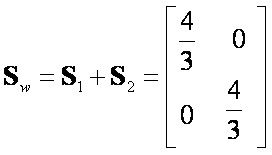 S_w = S_1 + S_2 = [ 4/3 0
0 4/3 ]